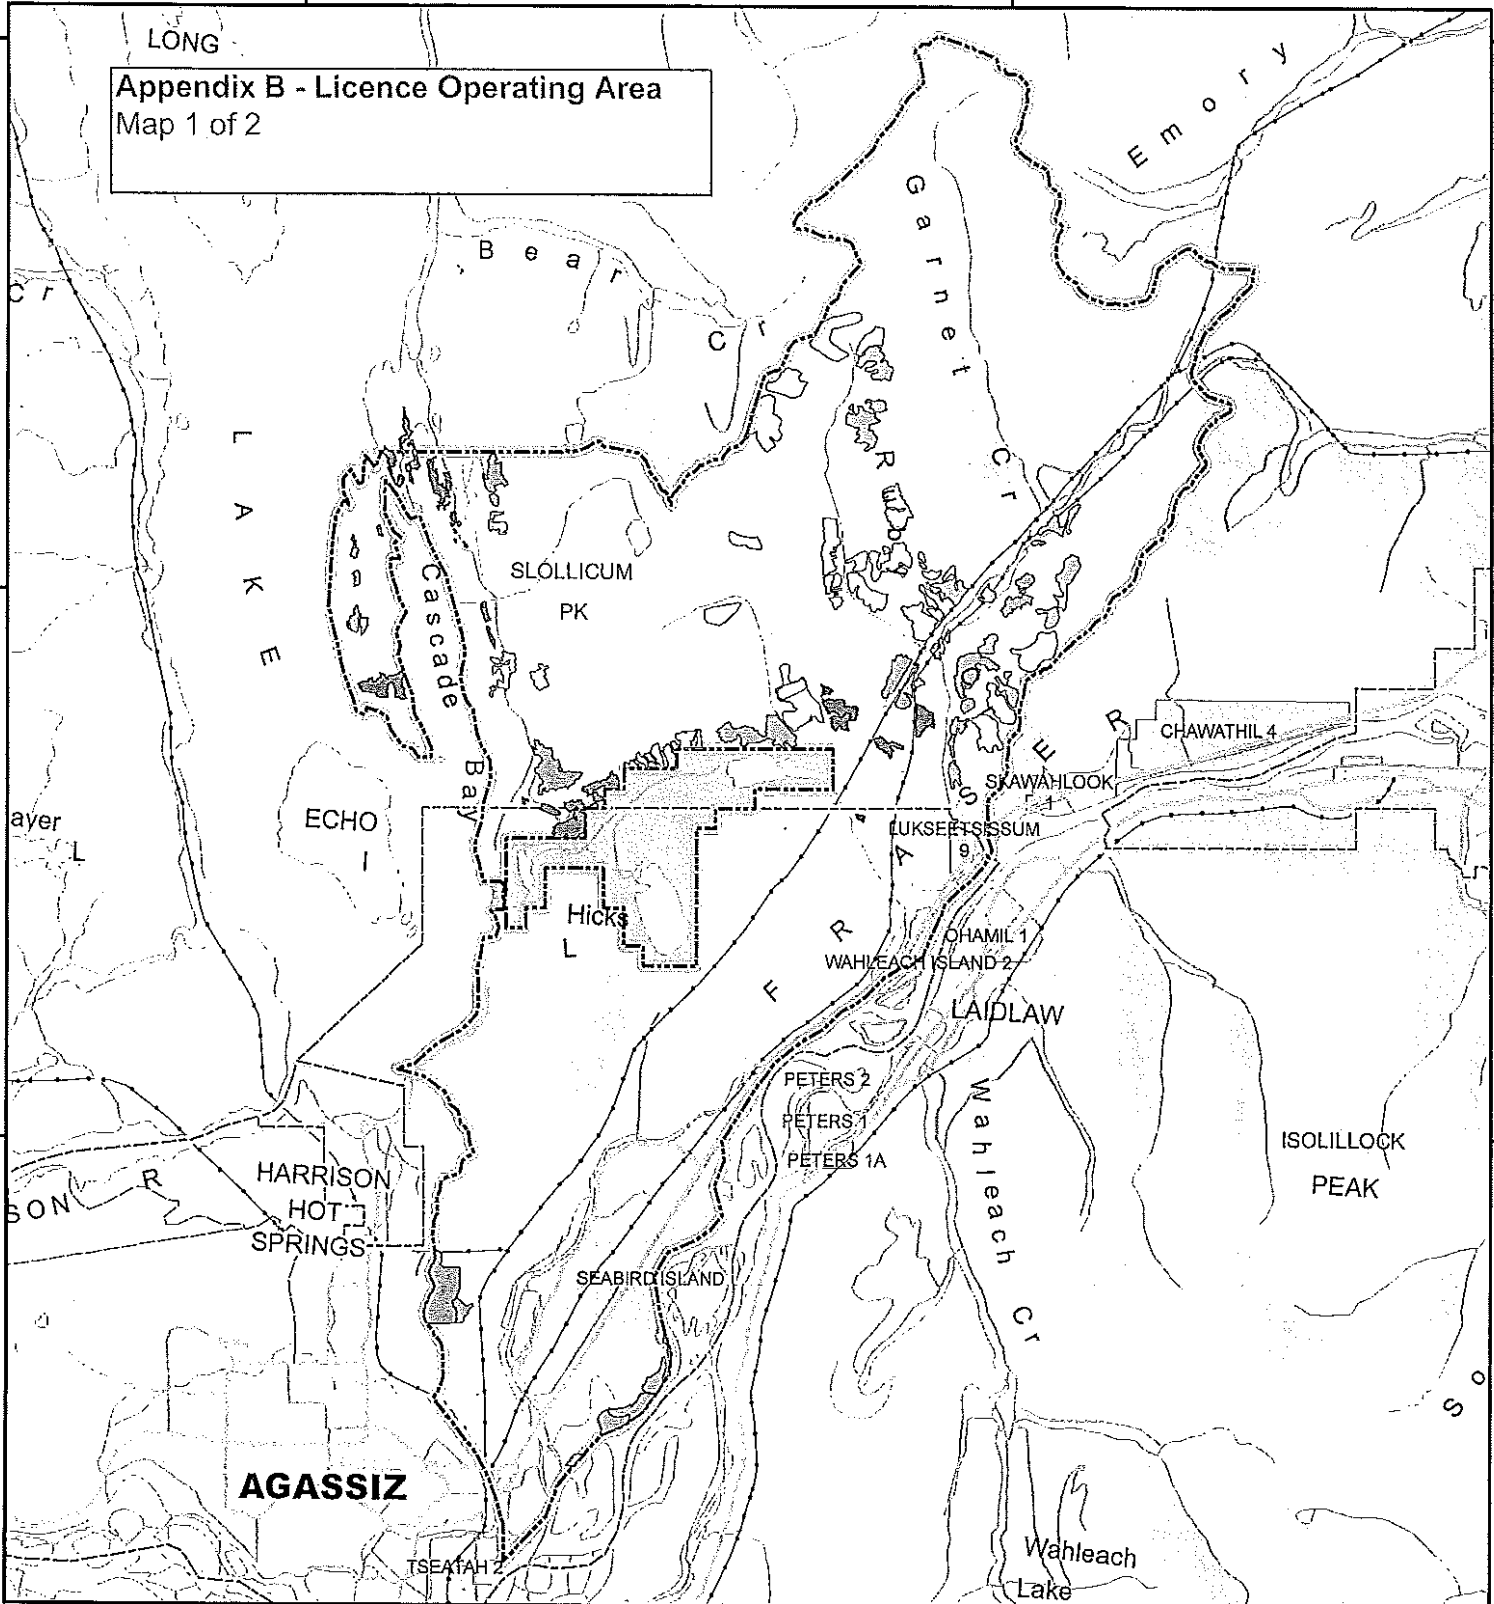 LONG
Appendix B - Licence Operating Area
Map 1 of 2
Emory
Garnet
Cr
Bear
Cr
Cr
LAKE
Ruby
SLOLLICUM
PK
Cascade
Bay
CHAWATHIL 4
SKAWAHLOOK
1
FRASER
R
LUKSEETSISSUM
9
ECHO
I
ayer
L
Hicks
L
OHAMIL 1
WAHLEACH ISLAND 2
LAIDLAW
PETERS 2
PETERS 1
PETERS 1A
Wahleach
Cr
ISOLILLOCK
PEAK
HARRISON
HOT
SPRINGS
SON R
SEABIRD ISLAND
So
AGASSIZ
TSEATAH 2
Wahleach
Lake